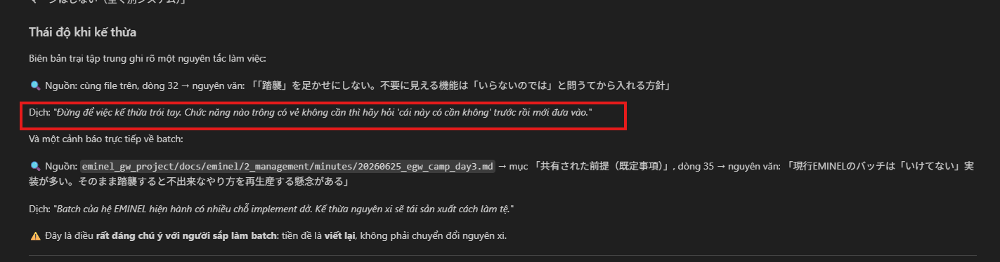 Thái độ khi kế thừa
Biên bản trại tập trung ghi rõ một nguyên tắc làm việc:
🔍 Nguồn: cùng file trên, dòng 32 → nguyên văn: 「「踏襲」を足かせにしない。不要に見える機能は「いらないのでは」と問うてから入れる方針」
Dịch: "Đừng để việc kế thừa trói tay. Chức năng nào trông có vẻ không cần thì hãy hỏi 'cái này có cần không' trước rồi mới đưa vào."
Và một cảnh báo trực tiếp về batch:
🔍 Nguồn: eminel_gw_project/docs/eminel/2_management/minutes/20260625_egw_camp_day3.md → mục 「共有された前提（既定事項）」, dòng 35 → nguyên văn: 「現行EMINELのバッチは「いけてない」実
装が多い。そのまま踏襲すると不出来なやり方を再生産する懸念がある」
Dịch: "Batch của hệ EMINEL hiện hành có nhiều chỗ implement dở. Kế thừa nguyên xi sẽ tái sản xuất cách làm tệ."
⚠️ Đây là điều rất đáng chú ý với người sắp làm batch: tiền đề là viết lại, không phải chuyển đổi nguyên xi.